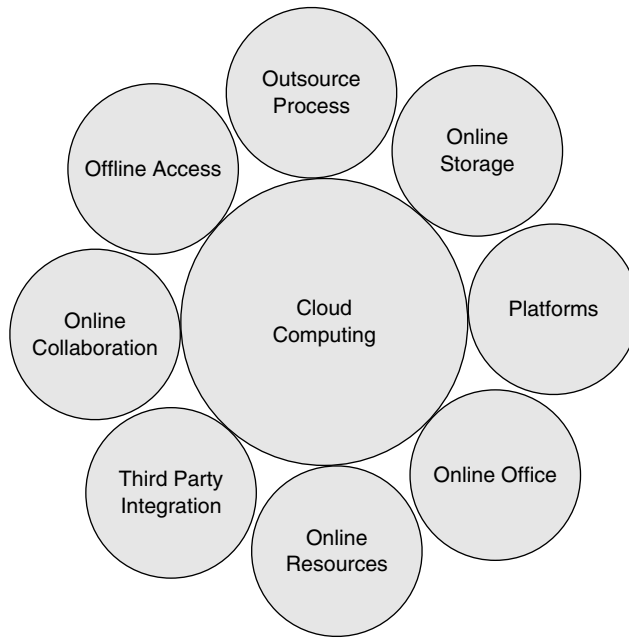 Outsource
Process
Online
Storage
Offline Access
Cloud
Computing
Platforms
Online
Collaboration
Third Party
Integration
Online Office
Online
Resources